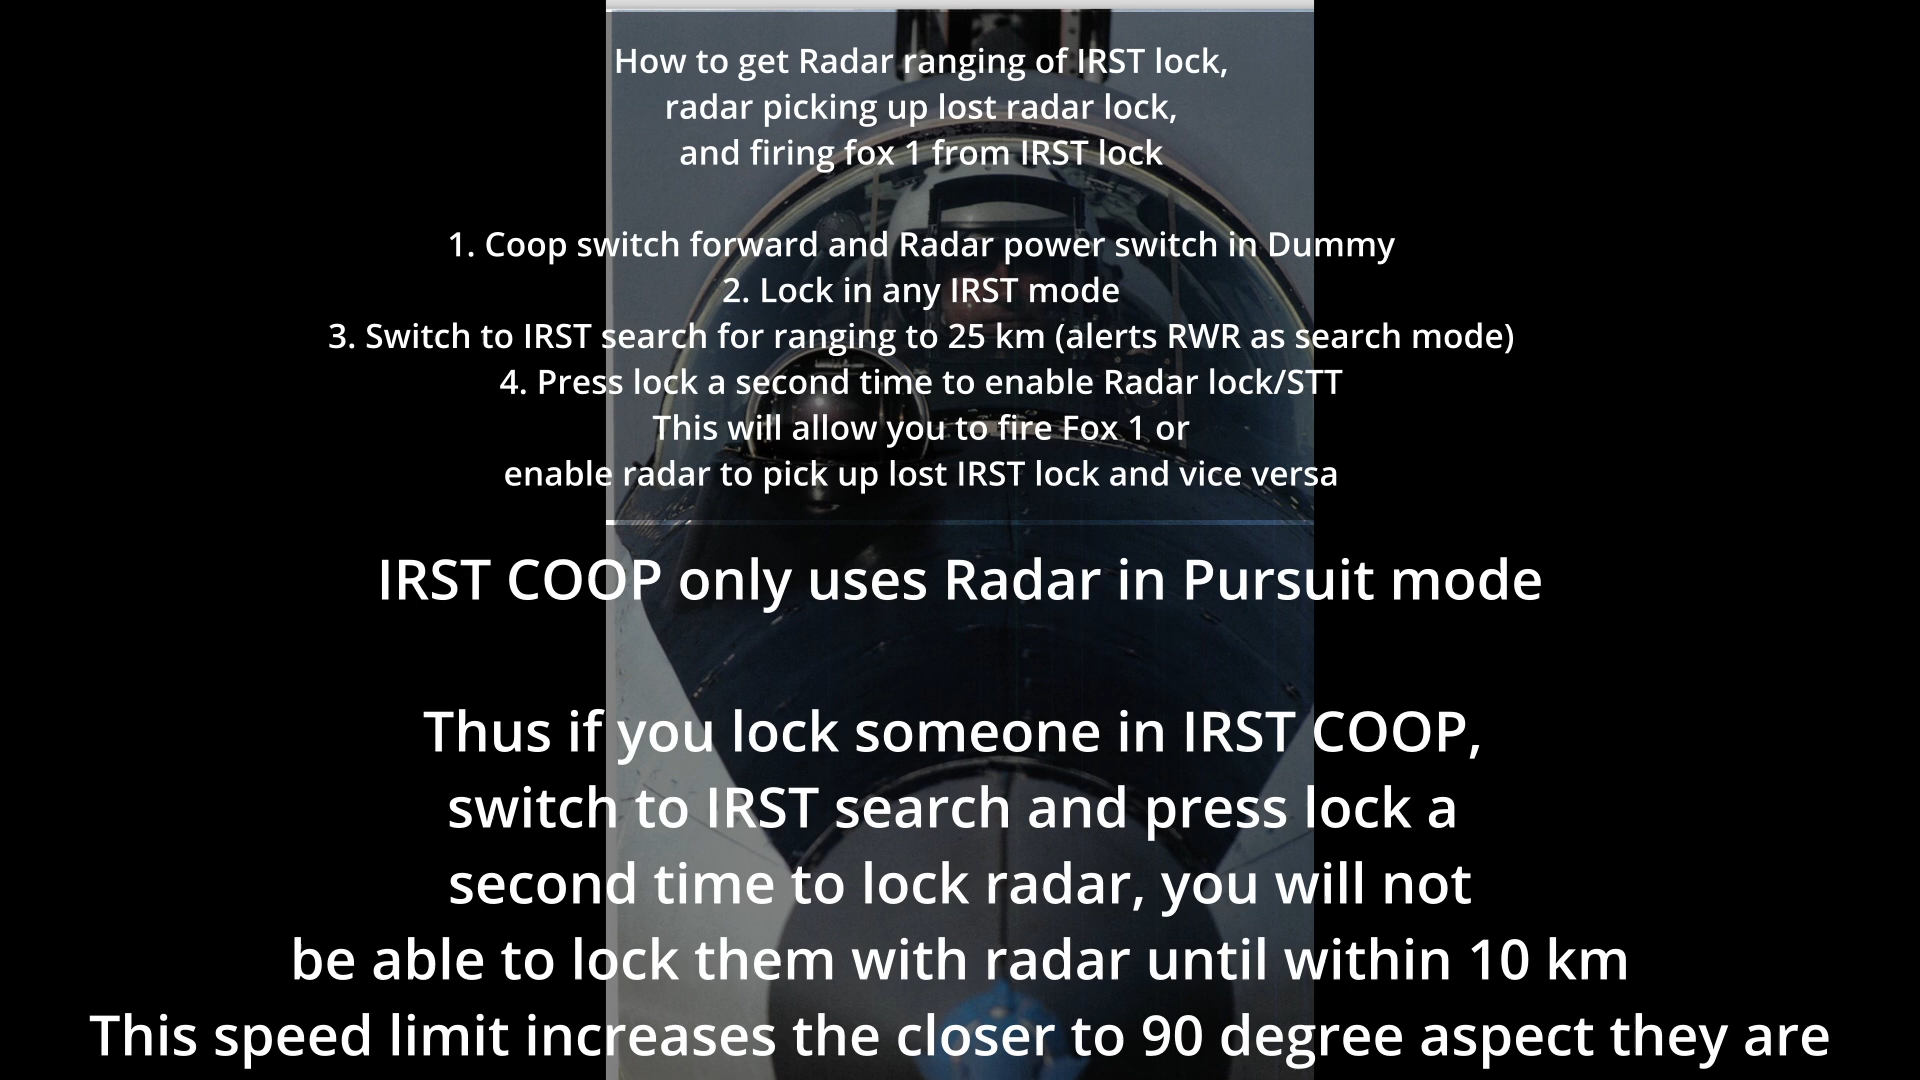 How to get Radar ranging of IRST lock,
radar picking up lost radar lock,
and firing fox 1 from IRST lock
1. Coop switch forward and Radar power switch in Dummy
2. Lock in any IRST mode
3. Switch to IRST search for ranging to 25 km (alerts RWR as search mode)
4. Press lock a second time to enable Radar lock/STT
This will allow you to fire Fox 1 or
enable radar to pick up lost IRST lock and vice versa
IRST COOP only uses Radar in Pursuit mode
Thus if you lock someone in IRST COOP,
switch to IRST search and press lock a
second time to lock radar, you will not
be able to lock them with radar until within 10 km
This speed limit increases the closer to 90 degree aspect they are